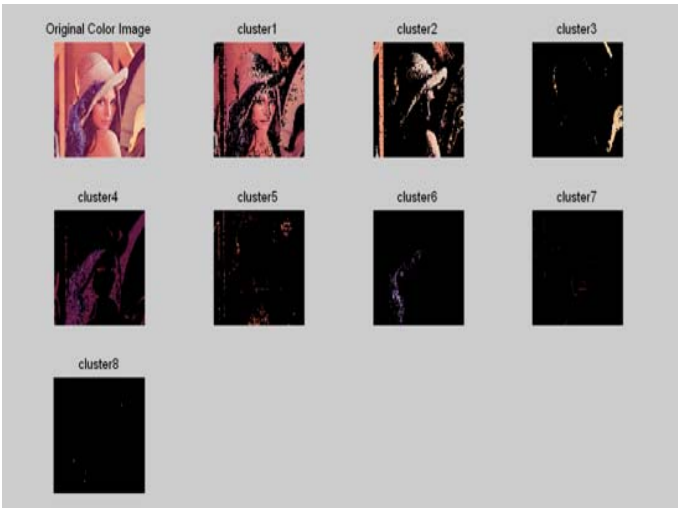 Original Color Image
cluster1
cluster2
cluster3
cluster4
cluster5
cluster6
cluster7
cluster8